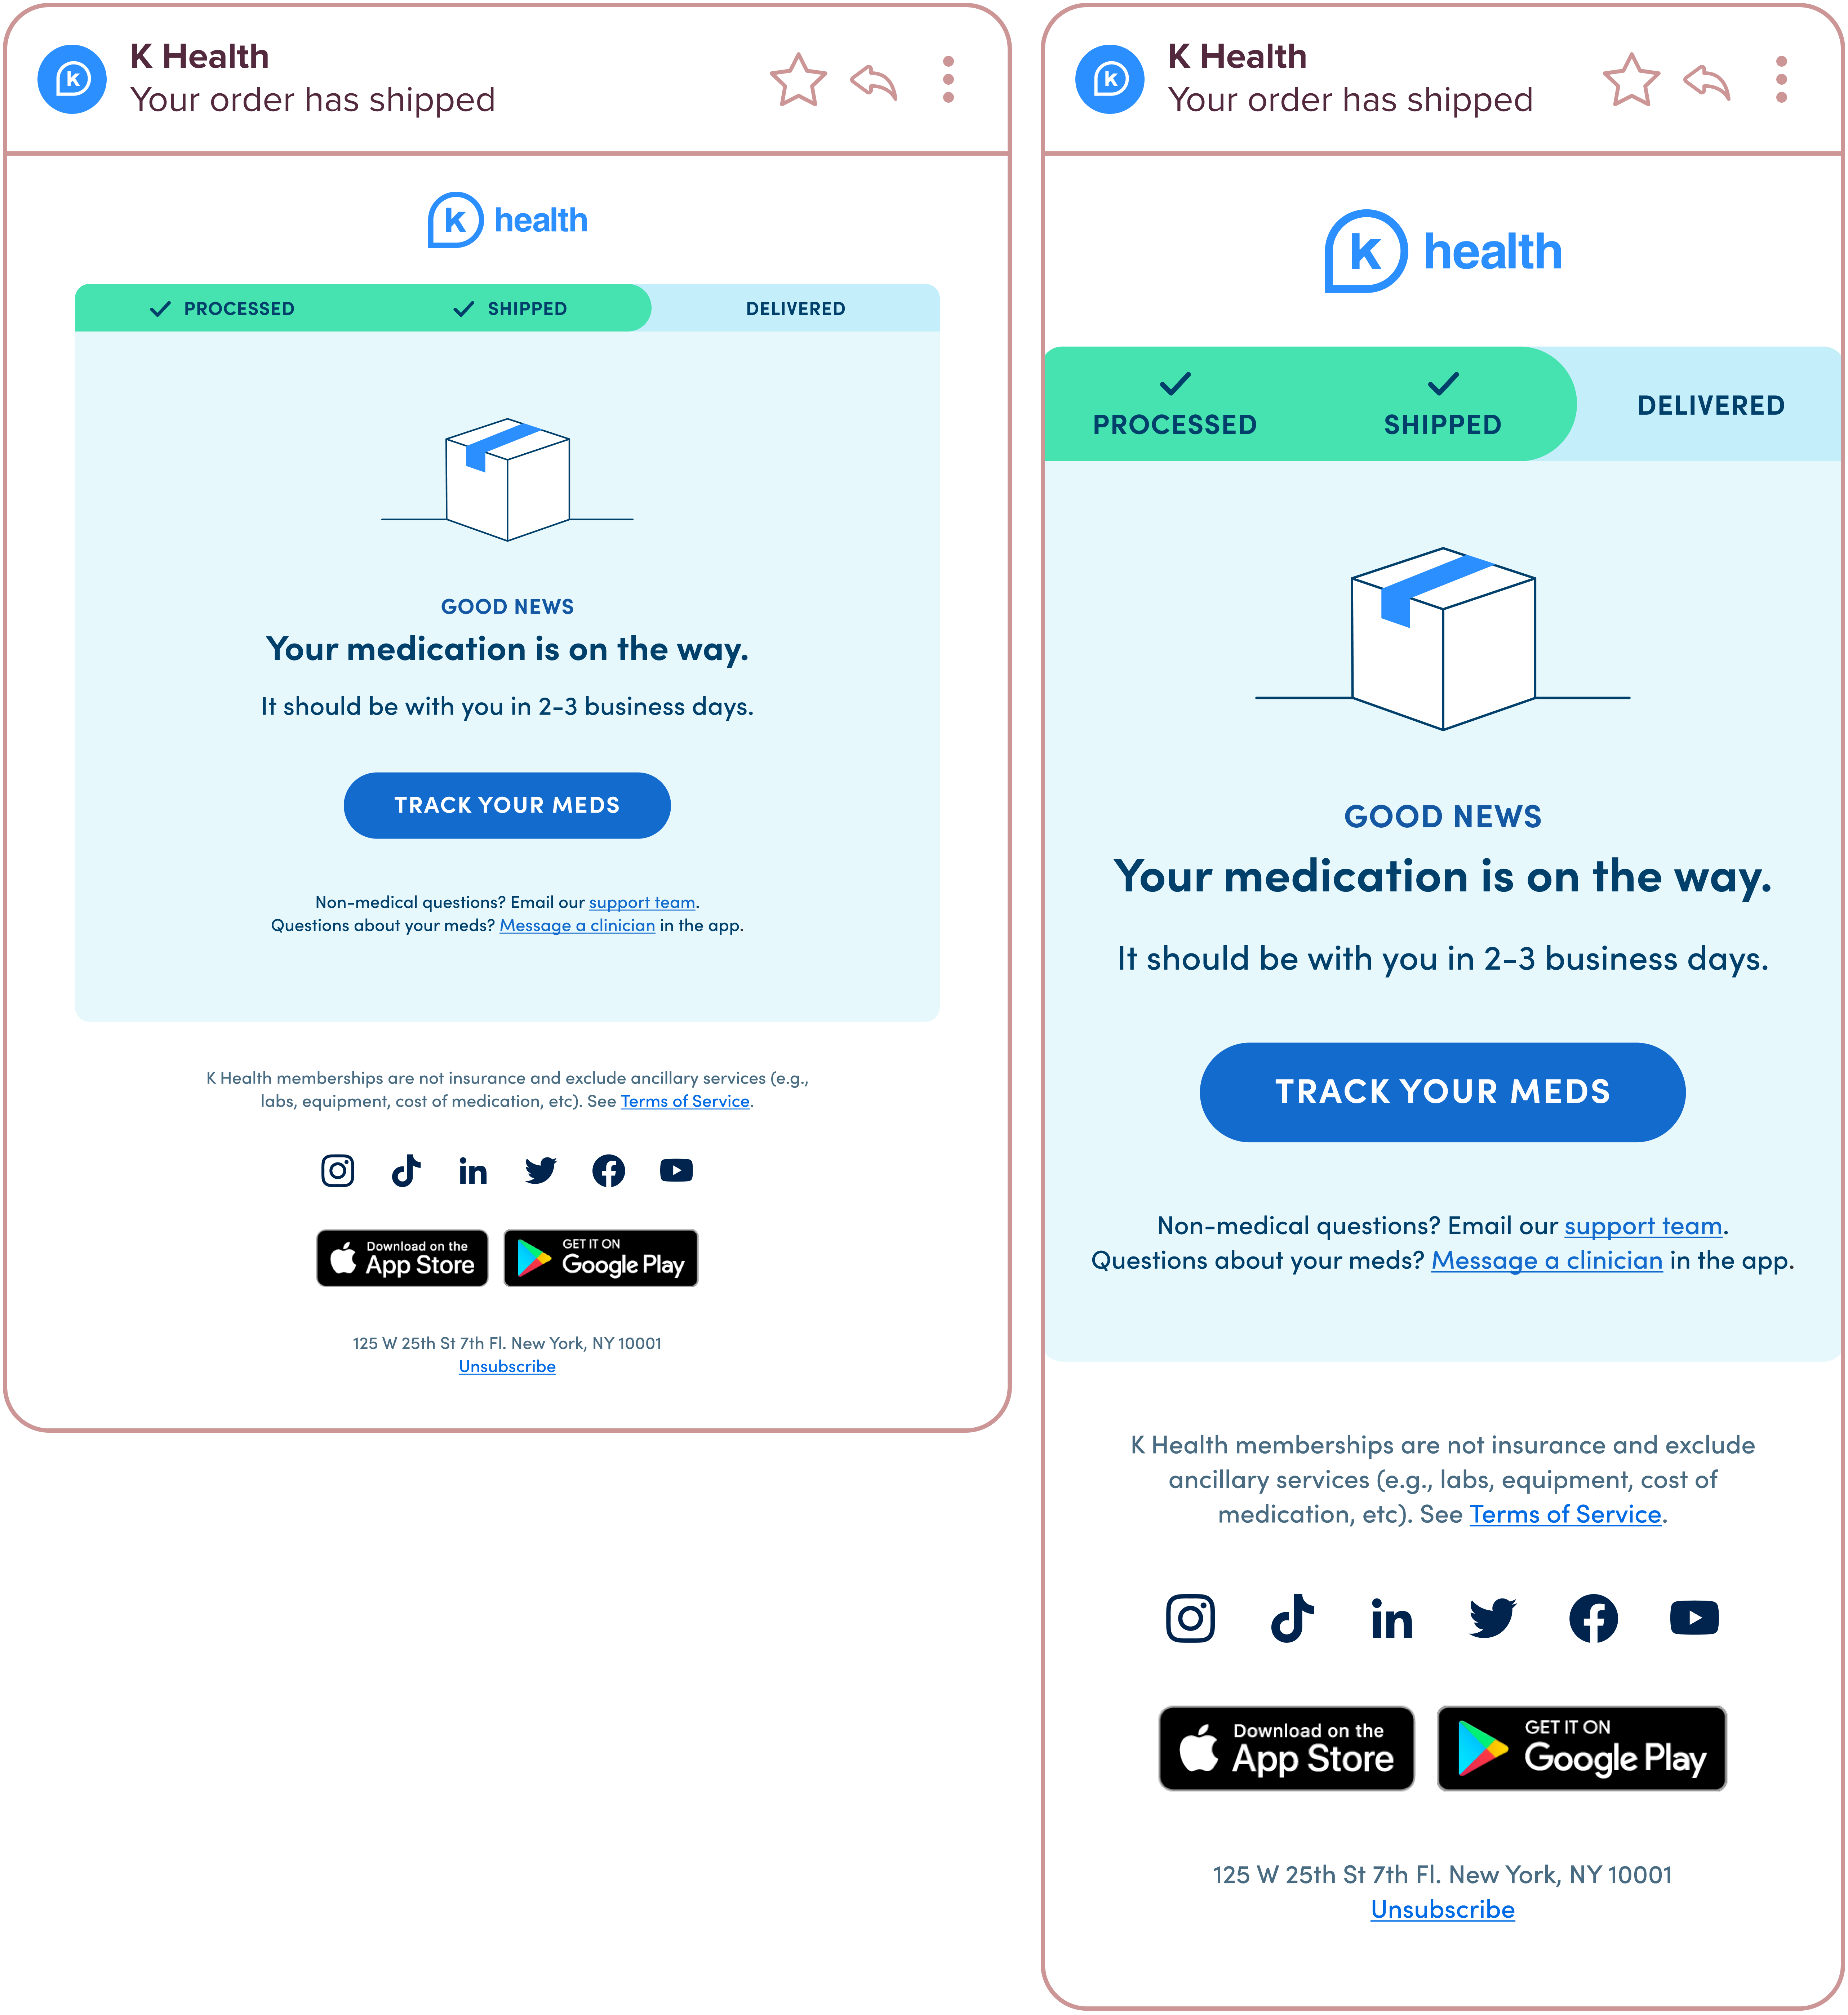 K Health
Your order has shipped
k health
PROCESSED SHIPPED DELIVERED
GOOD NEWS
Your medication is on the way.
It should be with you in 2-3 business days.
TRACK YOUR MEDS
Non-medical questions? Email our support team.
Questions about your meds? Message a clinician in the app.
K Health memberships are not insurance and exclude ancillary services (e.g.,
labs, equipment, cost of medication, etc). See Terms of Service.
in
Download on the
App Store
GET IT ON
Google Play
125 W 25th St 7th Fl. New York, NY 10001
Unsubscribe
K Health
Your order has shipped
k health
PROCESSED SHIPPED DELIVERED
GOOD NEWS
Your medication is on the way.
It should be with you in 2-3 business days.
TRACK YOUR MEDS
Non-medical questions? Email our support team.
Questions about your meds? Message a clinician in the app.
K Health memberships are not insurance and exclude
ancillary services (e.g., labs, equipment, cost of
medication, etc). See Terms of Service.
in
Download on the
App Store
GET IT ON
Google Play
125 W 25th St 7th Fl. New York, NY 10001
Unsubscribe